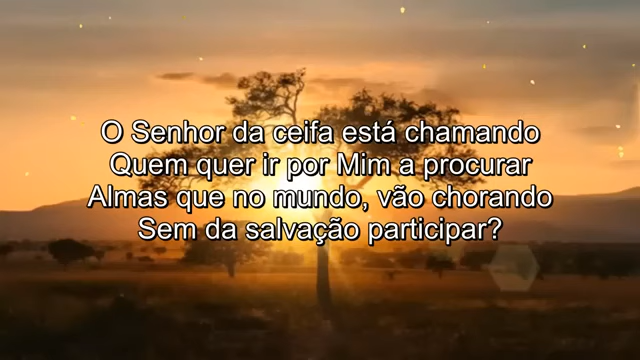 O Senhor da ceifa está chamando
Quem quer ir por Mim a procurar
Almas que no mundo, vão chorando
Sem da salvação participar?